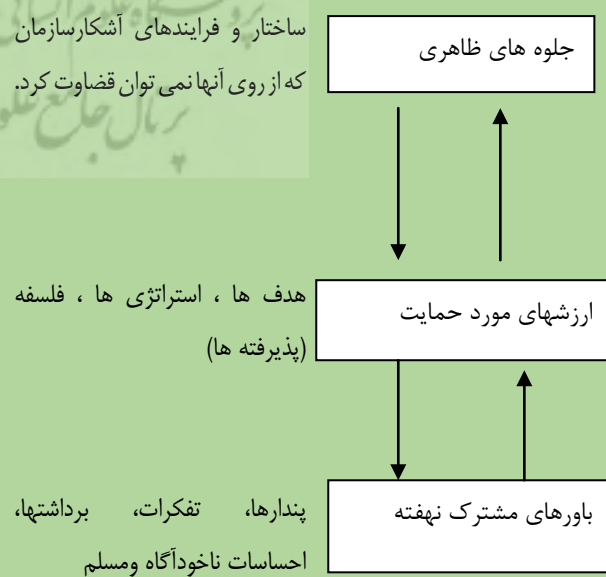 جلوه های ظاهری
ساختار و فرایندهای آشکارسازمان
که از روی آنها نمی توان قضاوت کرد.
ارزشهای مورد حمایت
هدف ها ، استراتژی ها ، فلسفه
(پذیرفته ها)
باورهای مشترک نهفته
پندارها، تفکرات، برداشتها،
احساسات ناخودآگاه ومسلم